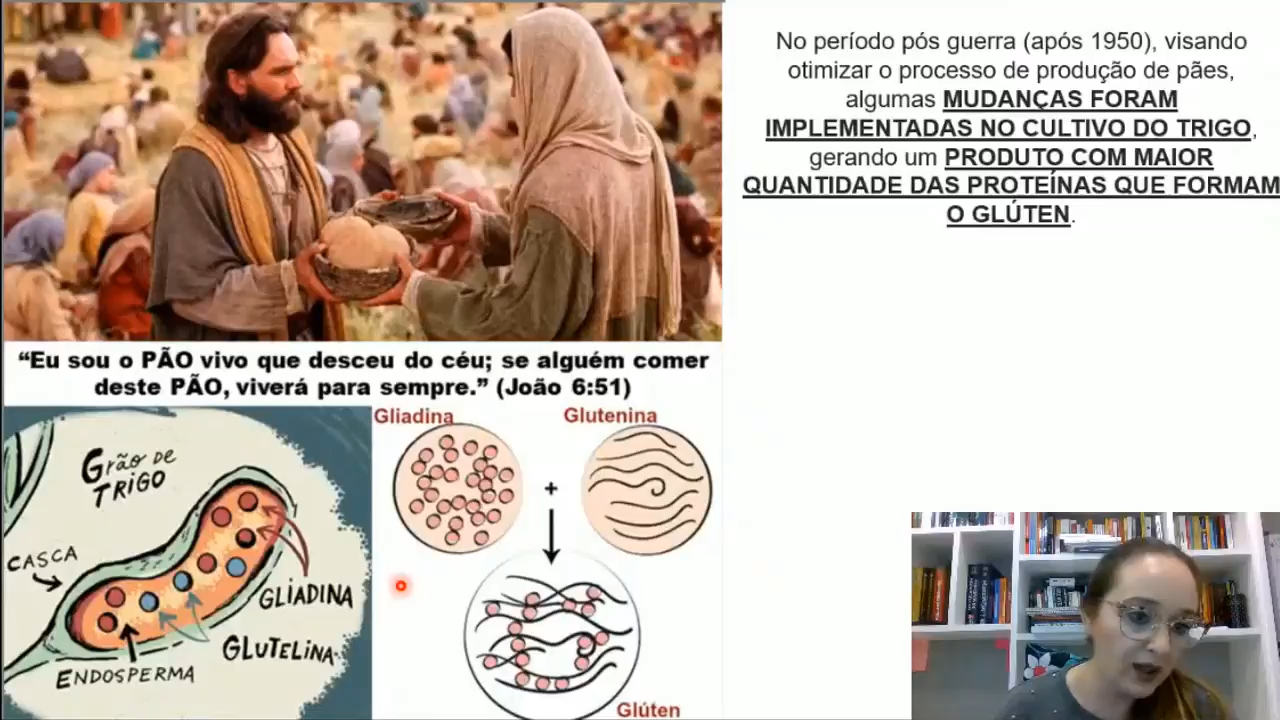 No período pós guerra (após 1950), visando
otimizar o processo de produção de pães,
algumas MUDANÇAS FORAM
IMPLEMENTADAS NO CULTIVO DO TRIGO,
gerando um PRODUTO COM MAIOR
QUANTIDADE DAS PROTEÍNAS QUE FORMAM
O GLÚTEN.
“Eu sou o PÃO vivo que desceu do céu; se alguém comer
deste PÃO, viverá para sempre.” (João 6:51)
GRÃO DE
TRIGO
CASCA
GLIADINA
GLUTELINA
ENDOSPERMA
Gliadina
Glutenina
+
Glúten